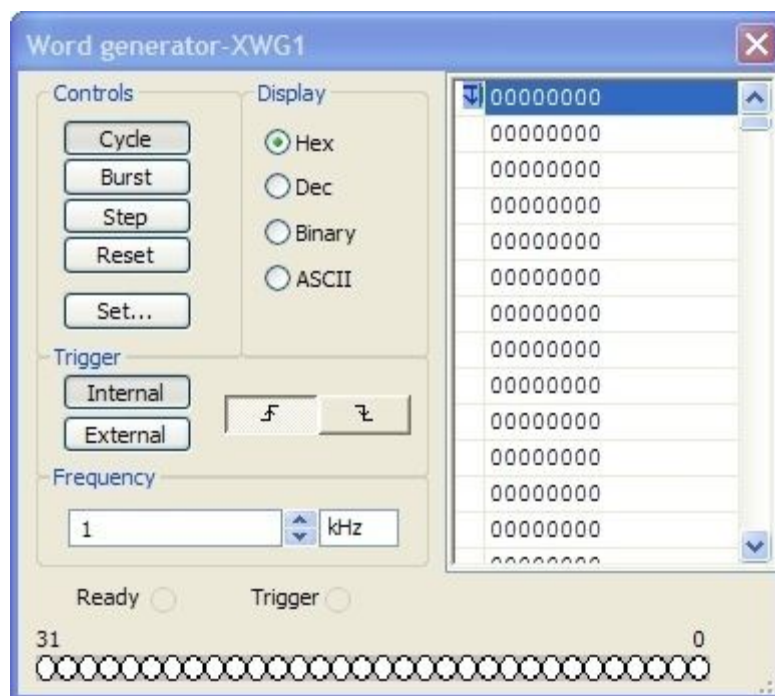 Word generator-XWG1
Controls
Cycle
Burst
Step
Reset
Set...
Display
Hex
Dec
Binary
ASCII
Trigger
Internal
External
Frequency
1
kHz
Ready
Trigger
31
0
00000000
00000000
00000000
00000000
00000000
00000000
00000000
00000000
00000000
00000000
00000000
00000000
00000000
00000000